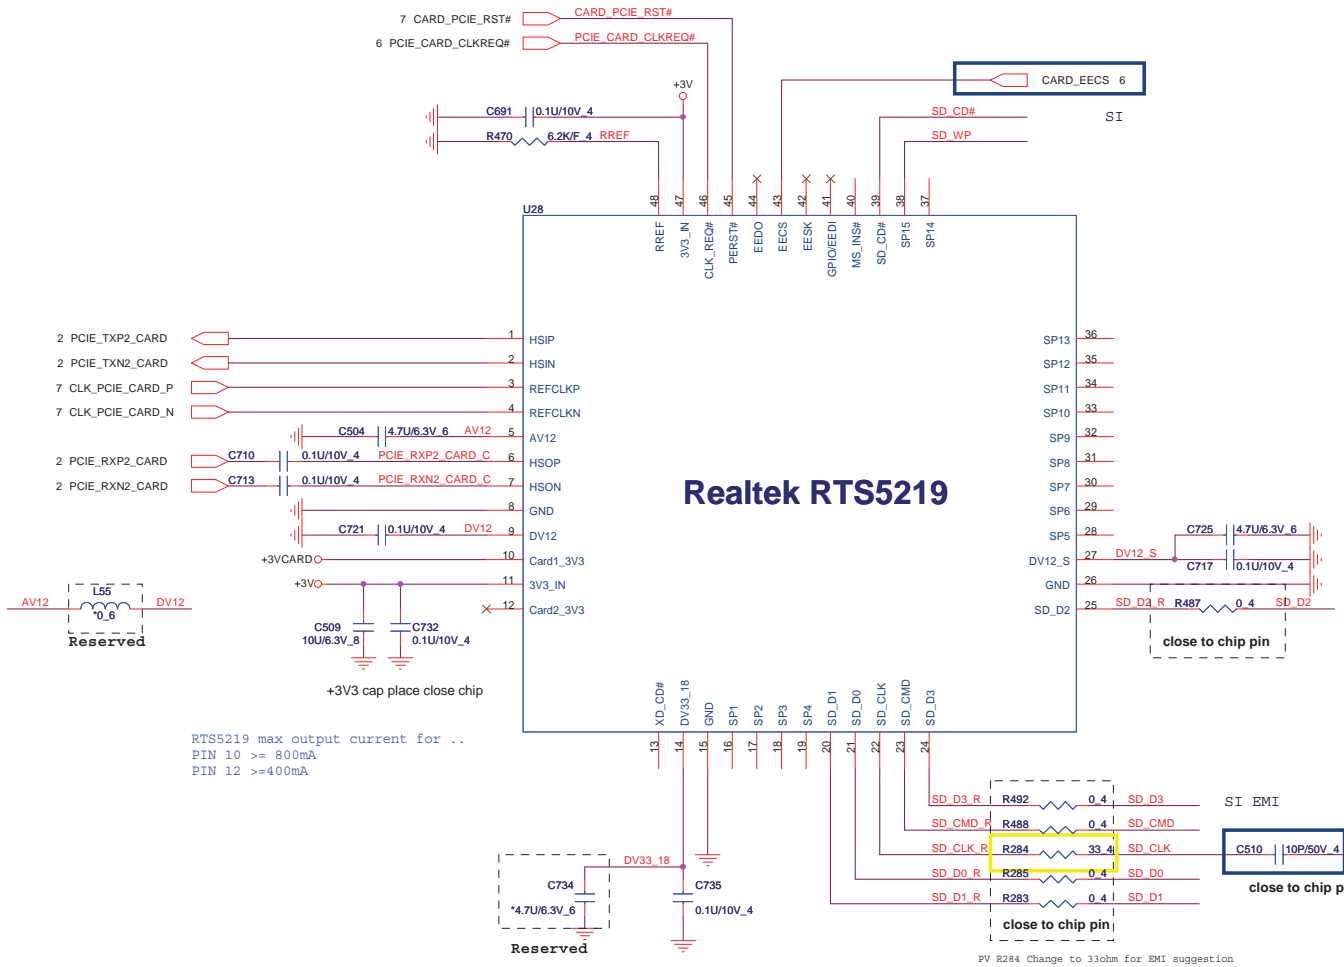 7 CARD_PCIE_RST#
CARD_PCIE_RST#
6 PCIE_CARD_CLKREQ#
PCIE_CARD_CLKREQ#
CARD_EECS 6
SI
+3V
C691 0.1U/10V_4
R470 6.2K/F_4 RREF
SD_CD#
SD_WP
48 47 46 45 44 43 42 41 40 39 38 37
U28
RREF
3V3_IN
CLK_REQ#
PERST#
EEDO
EECS
EESK
GPIO/EEDI
MS_INS#
SD_CD#
SP15
SP14
2 PCIE_TXP2_CARD 1 HSIP
2 PCIE_TXN2_CARD 2 HSIN
7 CLK_PCIE_CARD_P 3 REFCLKP
7 CLK_PCIE_CARD_N 4 REFCLKN
C504 4.7U/6.3V_6 AV12 5 AV12
2 PCIE_RXP2_CARD C710 0.1U/10V_4 PCIE_RXP2_CARD_C 6 HSOP
2 PCIE_RXN2_CARD C713 0.1U/10V_4 PCIE_RXN2_CARD_C 7 HSON
8 GND
C721 0.1U/10V_4 DV12 9 DV12
+3VCARD 10 Card1_3V3
+3V 11 3V3_IN
12 Card2_3V3
Realtek RTS5219
SP13 36
SP12 35
SP11 34
SP10 33
SP9 32
SP8 31
SP7 30
SP6 29
SP5 28
DV12_S 27 DV12_S
C725 4.7U/6.3V_6
C717 0.1U/10V_4
GND 26
SD_D2 25 SD_D2_R R487 0_4 SD_D2
close to chip pin
L55
AV12 *0_6 DV12
Reserved
C509
10U/6.3V_8
C732
0.1U/10V_4
+3V3 cap place close chip
RTS5219 max output current for ..
PIN 10 >= 800mA
PIN 12 >=400mA
XD_CD#
DV33_18
GND
SP1
SP2
SP3
SP4
SD_D1
SD_D0
SD_CLK
SD_CMD
SD_D3
13 14 15 16 17 18 19 20 21 22 23 24
SD_D3_R R492 0_4 SD_D3
SI EMI
SD_CMD_R R488 0_4 SD_CMD
SD_CLK_R R284 33_4 SD_CLK
C510 10P/50V_4
SD_D0_R R285 0_4 SD_D0
close to chip p
SD_D1_R R283 0_4 SD_D1
close to chip pin
DV33_18
C734
*4.7U/6.3V_6
Reserved
C735
0.1U/10V_4
PV R284 Change to 33ohm for EMI suggestion